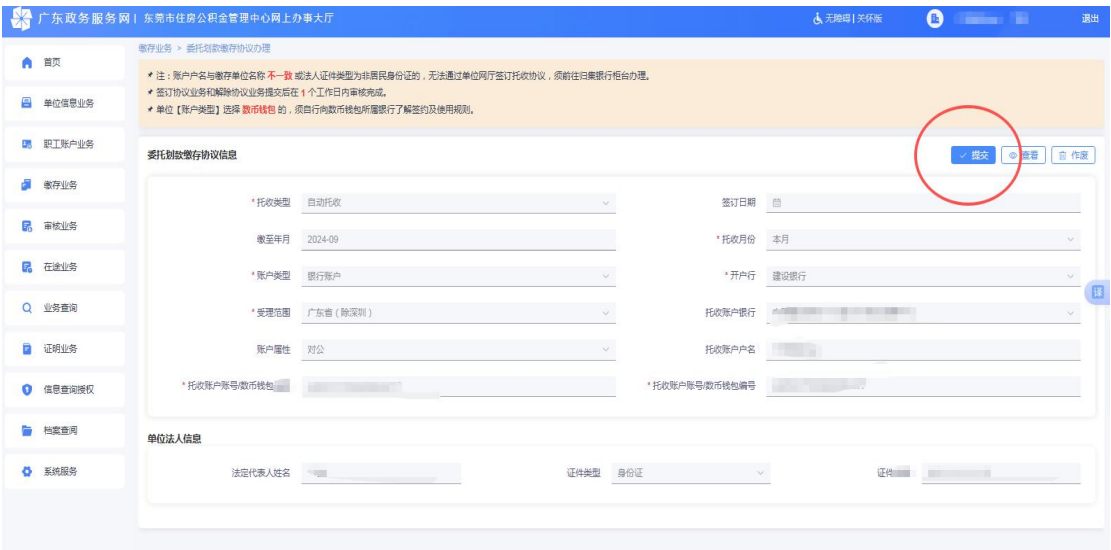 广东政务服务网 | 东莞市住房公积金管理中心网上办事大厅
无障碍 | 关怀版
退出
首页
单位信息业务
职工账户业务
缴存业务
审核业务
在途业务
业务查询
证明业务
信息查询授权
档案查阅
系统服务
缴存业务 > 委托划款缴存协议办理
注:账户户名与缴存单位名称 不一致 或法人证件类型为非居民身份证的,无法通过单位网厅签订托收协议,须前往归集银行柜台办理。
签订协议业务和解除协议业务提交后在 1 个工作日内审核完成。
单位【账户类型】选择 数币钱包 的,须自行向数币钱包所属银行了解签约及使用规则。
委托划款缴存协议信息
提交 查看 作废
* 托收类型 自动托收 签订日期
缴至年月 2024-09 * 托收月份 本月
* 账户类型 银行账户 * 开户行 建设银行
* 受理范围 广东省(除深圳) 托收账户银行
账户属性 对公 托收账户户名
* 托收账户账号/数币钱包 * 托收账户账号/数币钱包编号
单位法人信息
法定代表人姓名 证件类型 身份证 证件
译